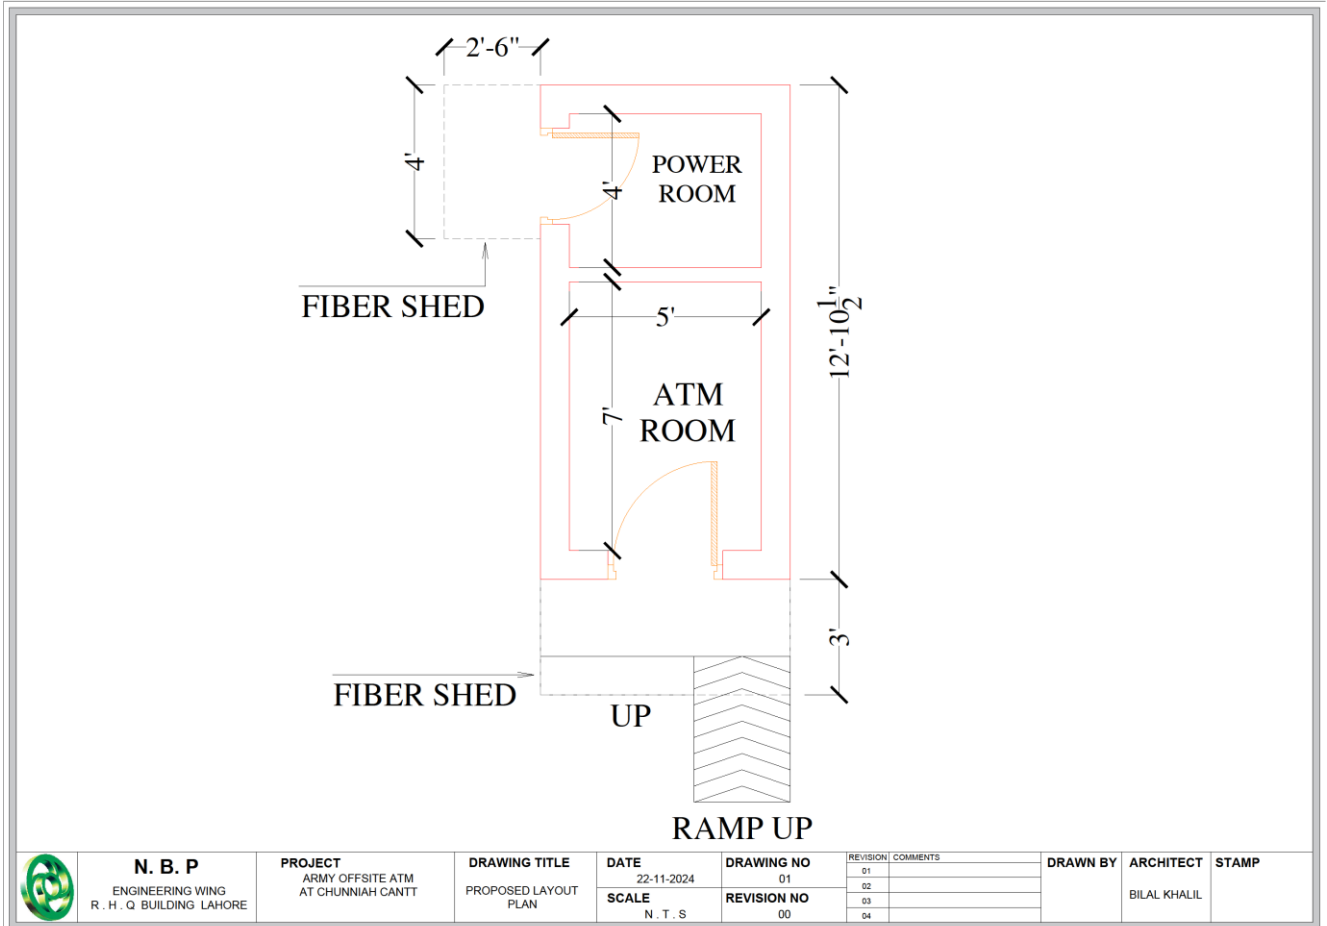 2'-6"
4'
4'
POWER
ROOM
FIBER SHED
5'
12'-10 1/2"
ATM
ROOM
7'
3'
FIBER SHED
UP
RAMP UP
N. B. P
ENGINEERING WING
R . H . Q BUILDING LAHORE
PROJECT
ARMY OFFSITE ATM
AT CHUNNIAH CANTT
DRAWING TITLE
PROPOSED LAYOUT
PLAN
DATE
22-11-2024
SCALE
N . T . S
DRAWING NO
01
REVISION NO
00
REVISION COMMENTS
01
02
03
04
DRAWN BY
ARCHITECT
BILAL KHALIL
STAMP